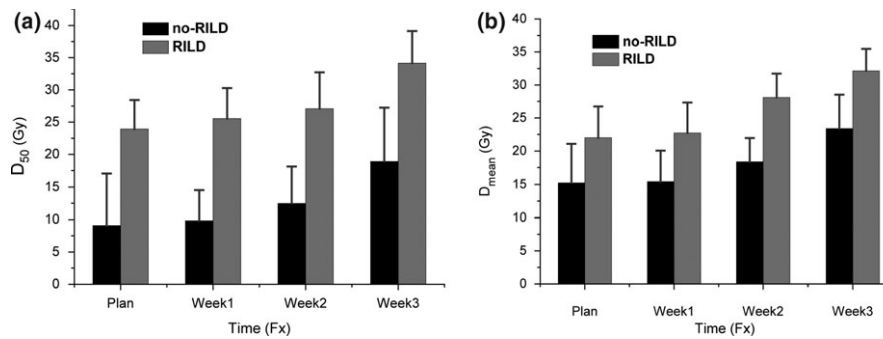 (a)
no-RILD
RILD
D50 (Gy)
40
35
30
25
20
15
10
5
0
Plan Week1 Week2 Week3
Time (Fx)
(b)
no-RILD
RILD
Dmean (Gy)
40
35
30
25
20
15
10
5
0
Plan Week1 Week2 Week3
Time (Fx)